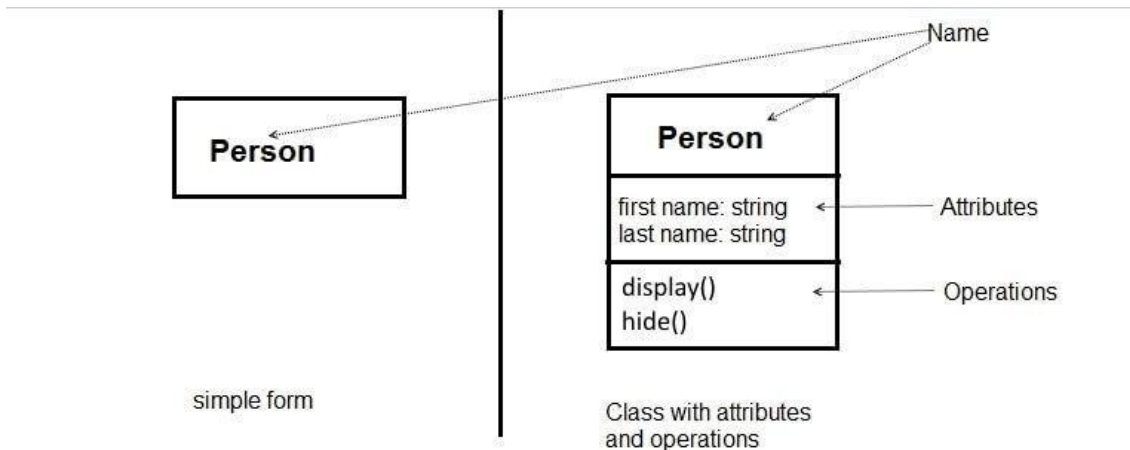 Name
Person
Person
first name: string
last name: string
Attributes
display()
hide()
Operations
simple form
Class with attributes
and operations